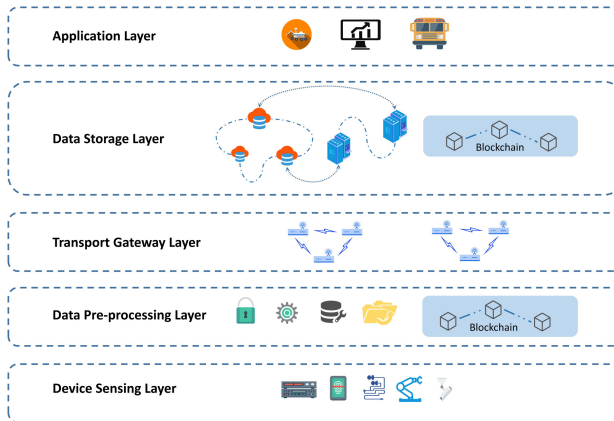 Application Layer
Data Storage Layer
Blockchain
Transport Gateway Layer
Data Pre-processing Layer
Blockchain
Device Sensing Layer